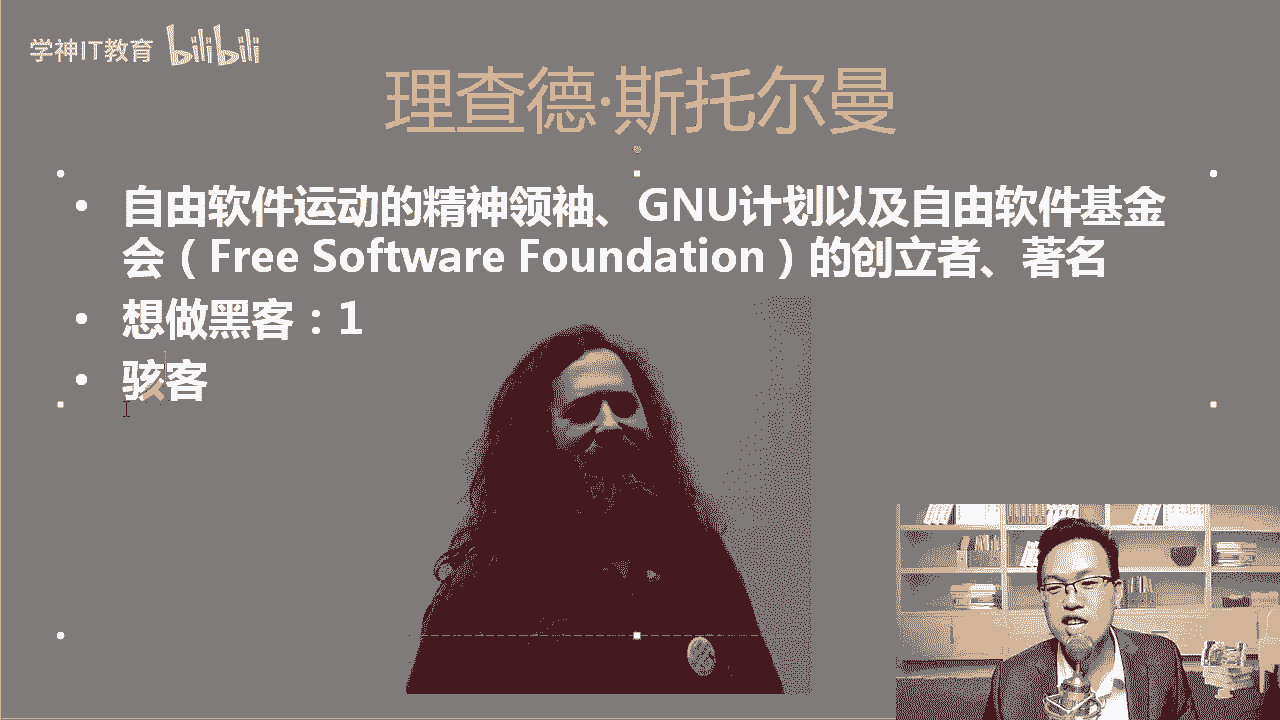 学神IT教育 bilibili
理查德·斯托尔曼
• 自由软件运动的精神领袖、GNU计划以及自由软件基金
会（Free Software Foundation）的创立者、著名
• 想做黑客：1
• 骇客